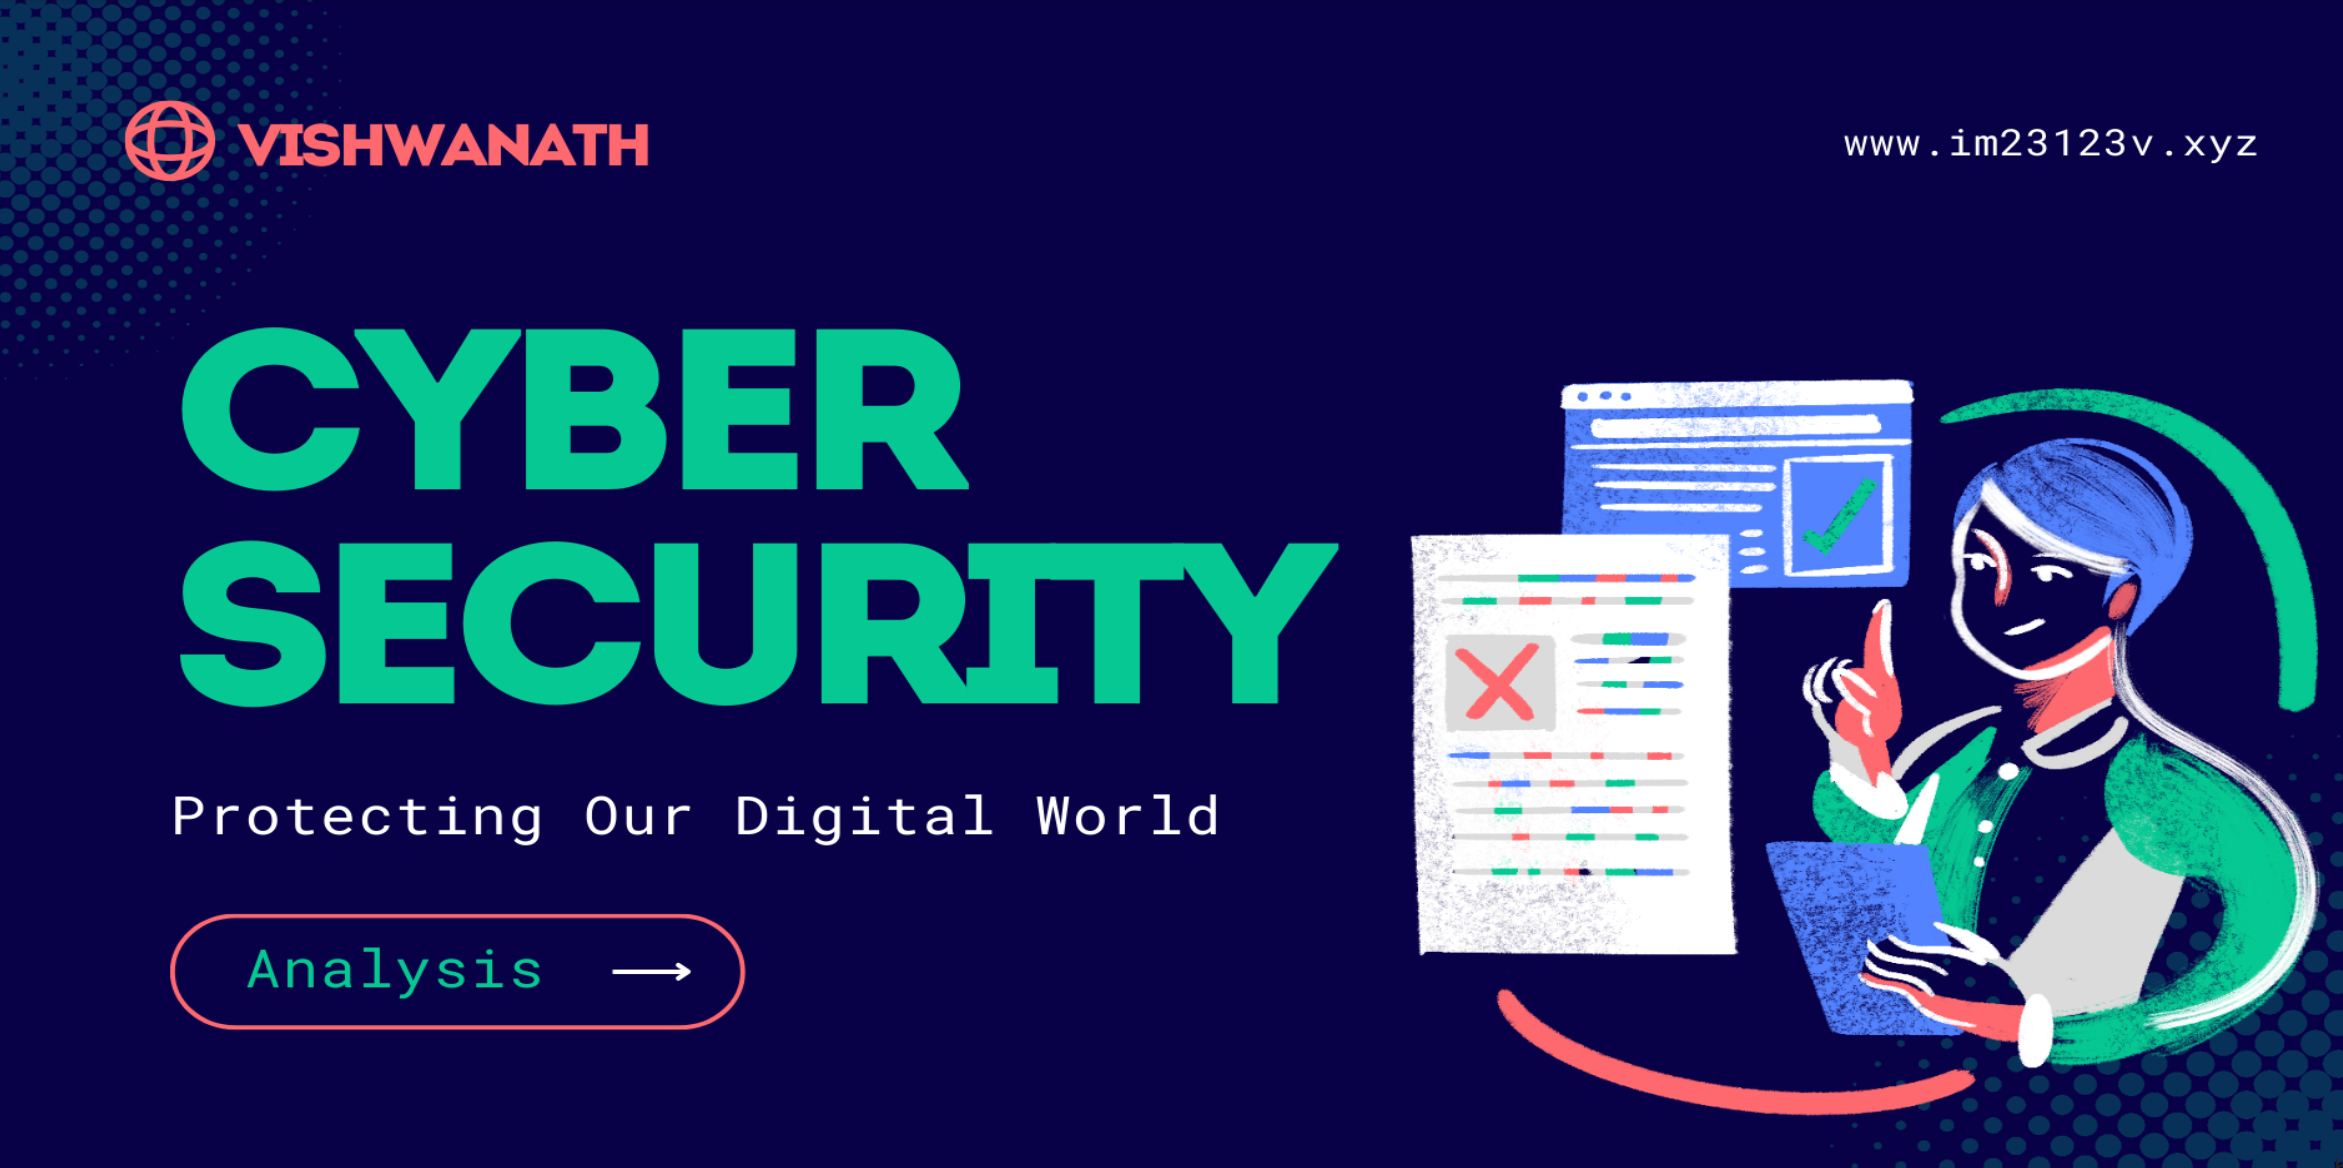 VISHWANATH
www.im23123v.xyz
CYBER
SECURITY
Protecting Our Digital World
Analysis